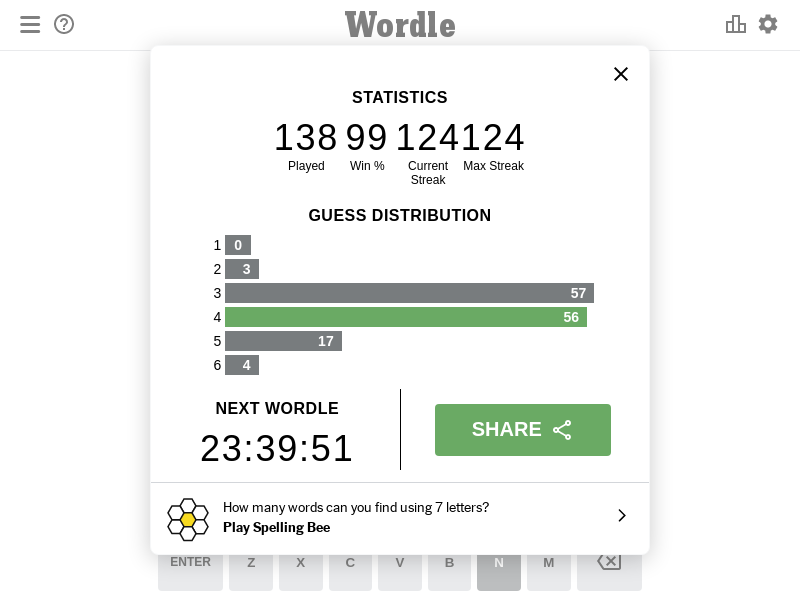 Wordle
STATISTICS
138 99 124 124
Played Win % Current Streak Max Streak
GUESS DISTRIBUTION
1 0
2 3
3 57
4 56
5 17
6 4
NEXT WORDLE
23:39:51
SHARE
How many words can you find using 7 letters?
Play Spelling Bee
ENTER Z X C V B N M